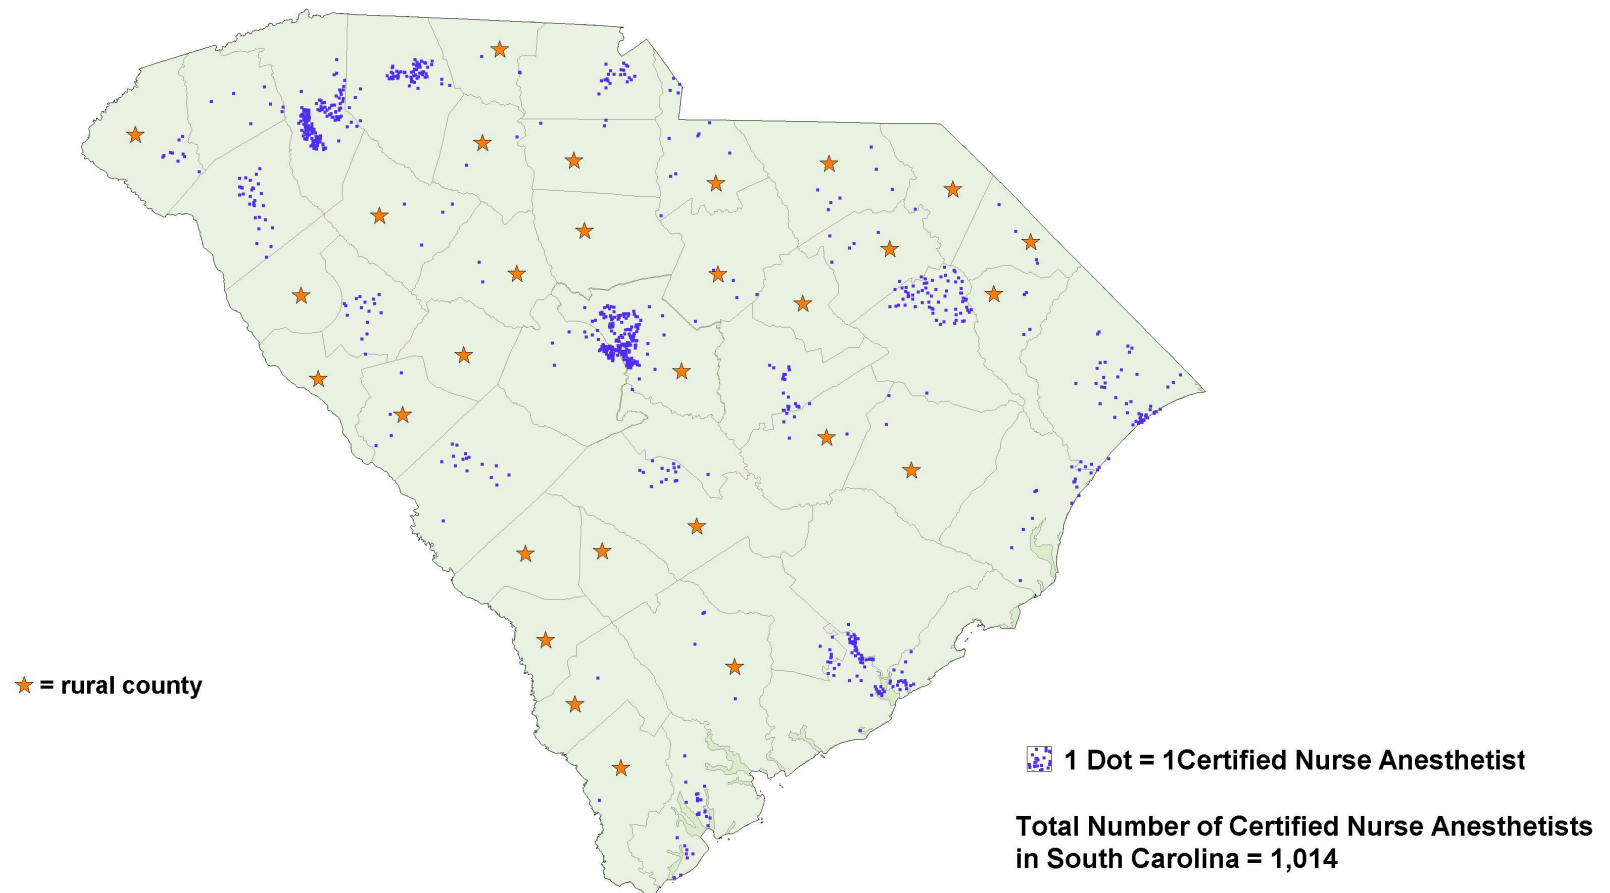 = rural county
1 Dot = 1Certified Nurse Anesthetist
Total Number of Certified Nurse Anesthetists
in South Carolina = 1,014